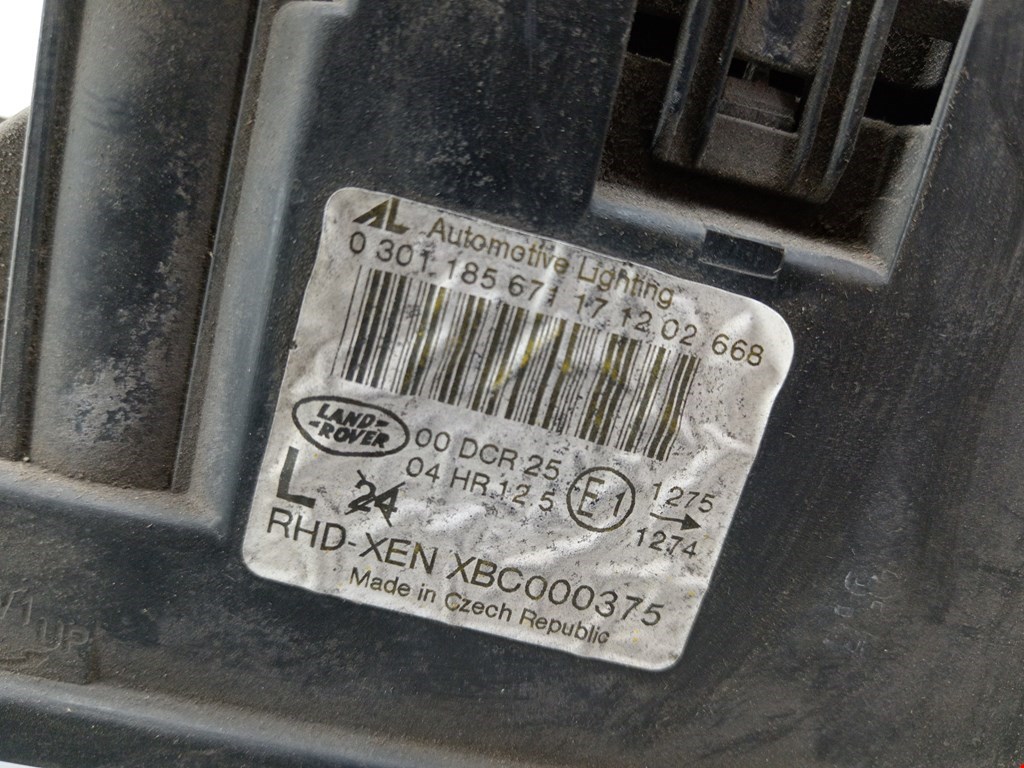 AL Automotive Lighting
0 301 185 671 17 12 02 668
LAND-
-ROVER
00 DCR 25
04 HR 12 5
E1
1275
1274
L 24
RHD-XEN XBC000375
Made in Czech Republic
UP